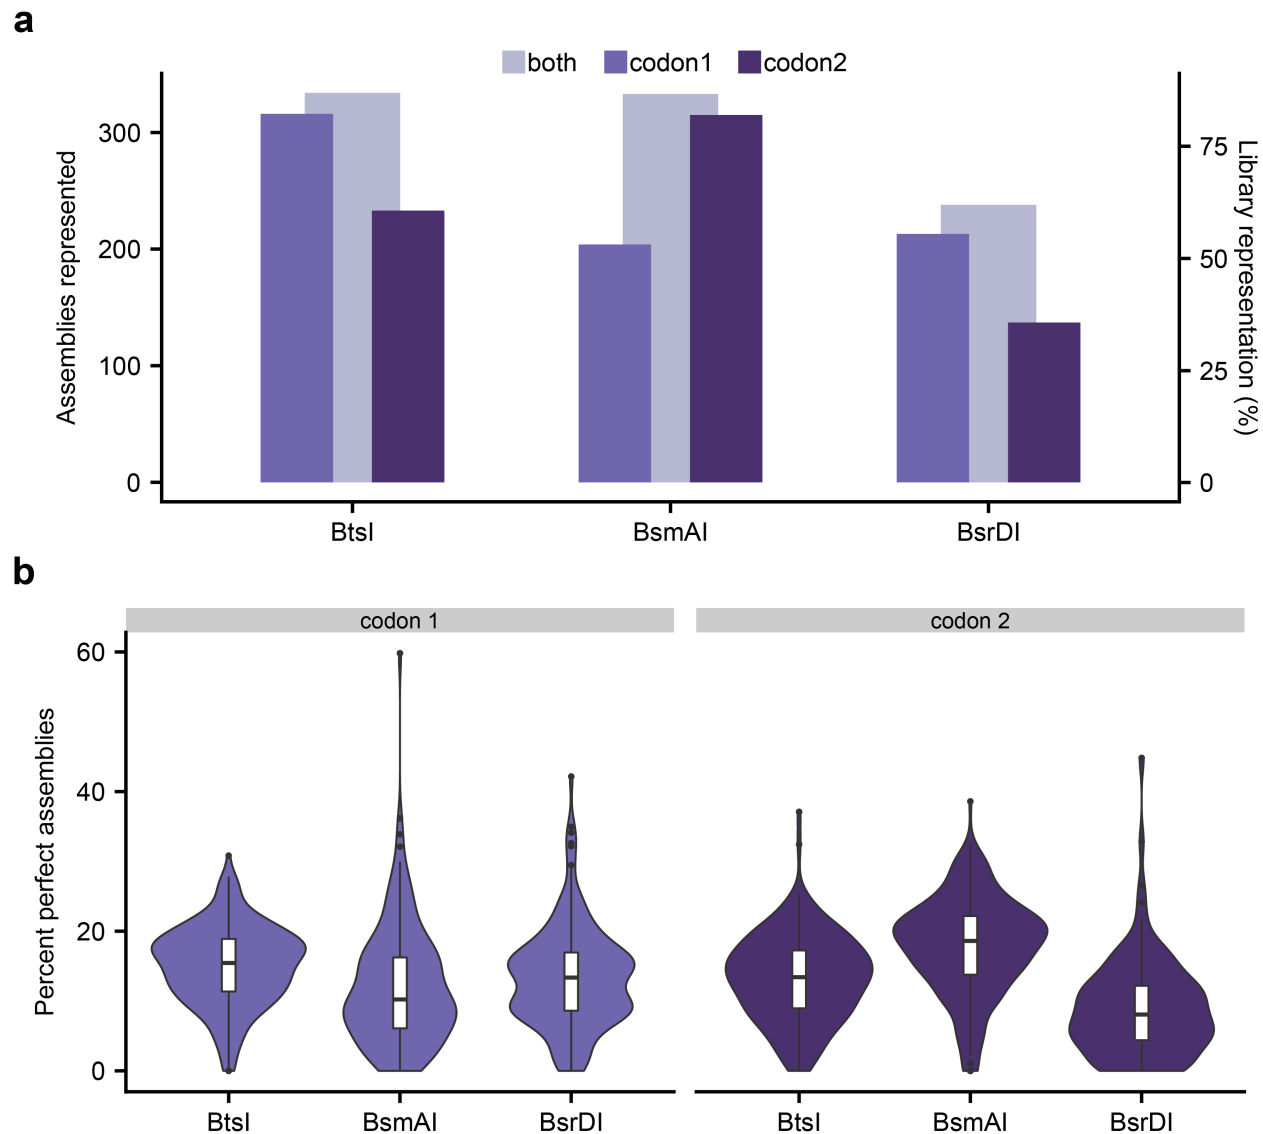 a
both codon1 codon2
Assemblies represented
300
200
100
0
Library representation (%)
75
50
25
0
BtsI BsmAI BsrDI
b
codon 1 codon 2
Percent perfect assemblies
60
40
20
0
BtsI BsmAI BsrDI BtsI BsmAI BsrDI